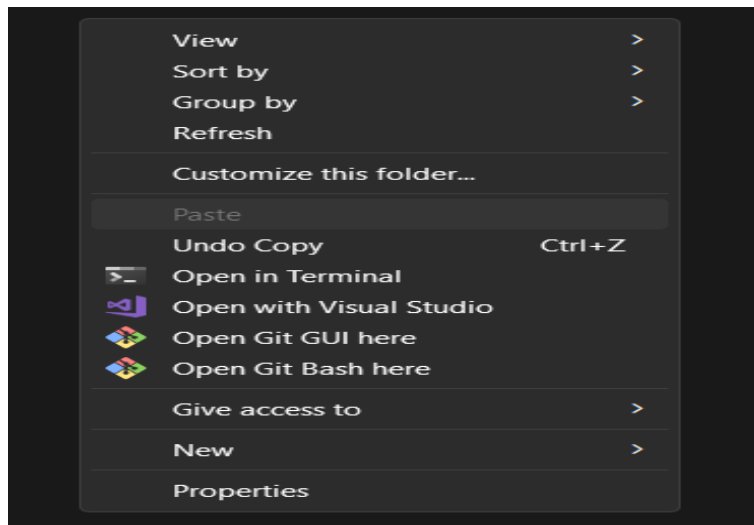 View
Sort by
Group by
Refresh
Customize this folder...
Paste
Undo Copy Ctrl+Z
Open in Terminal
Open with Visual Studio
Open Git GUI here
Open Git Bash here
Give access to
New
Properties